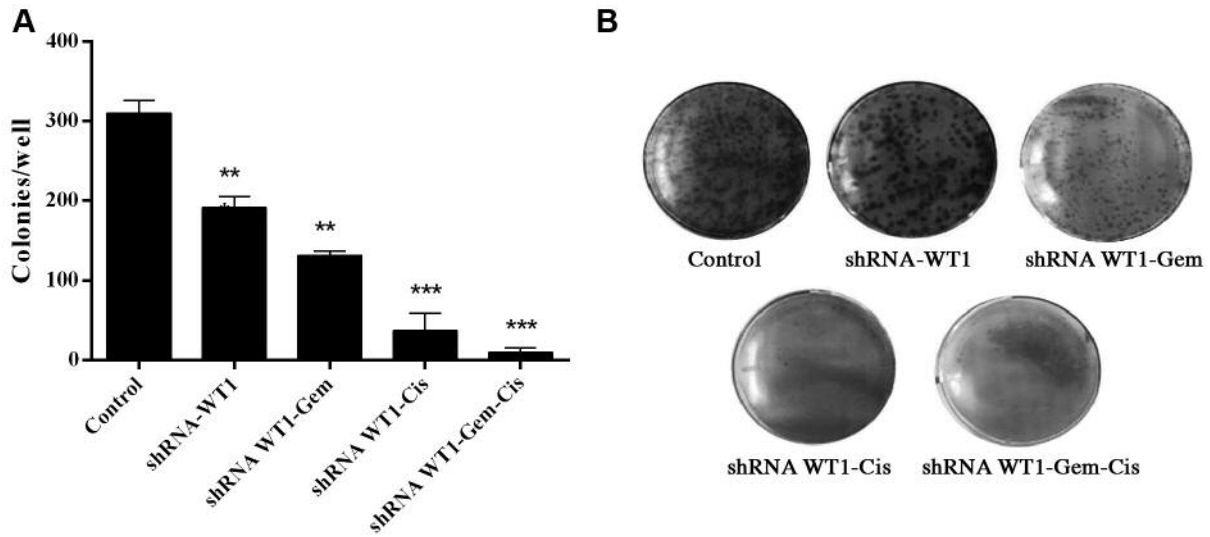 A
B
400
300
200
100
0
Colonies/well
**
**
***
***
Control
shRNA-WT1
shRNA WT1-Gem
shRNA WT1-Cis
shRNA WT1-Gem-Cis
Control
shRNA-WT1
shRNA WT1-Gem
shRNA WT1-Cis
shRNA WT1-Gem-Cis